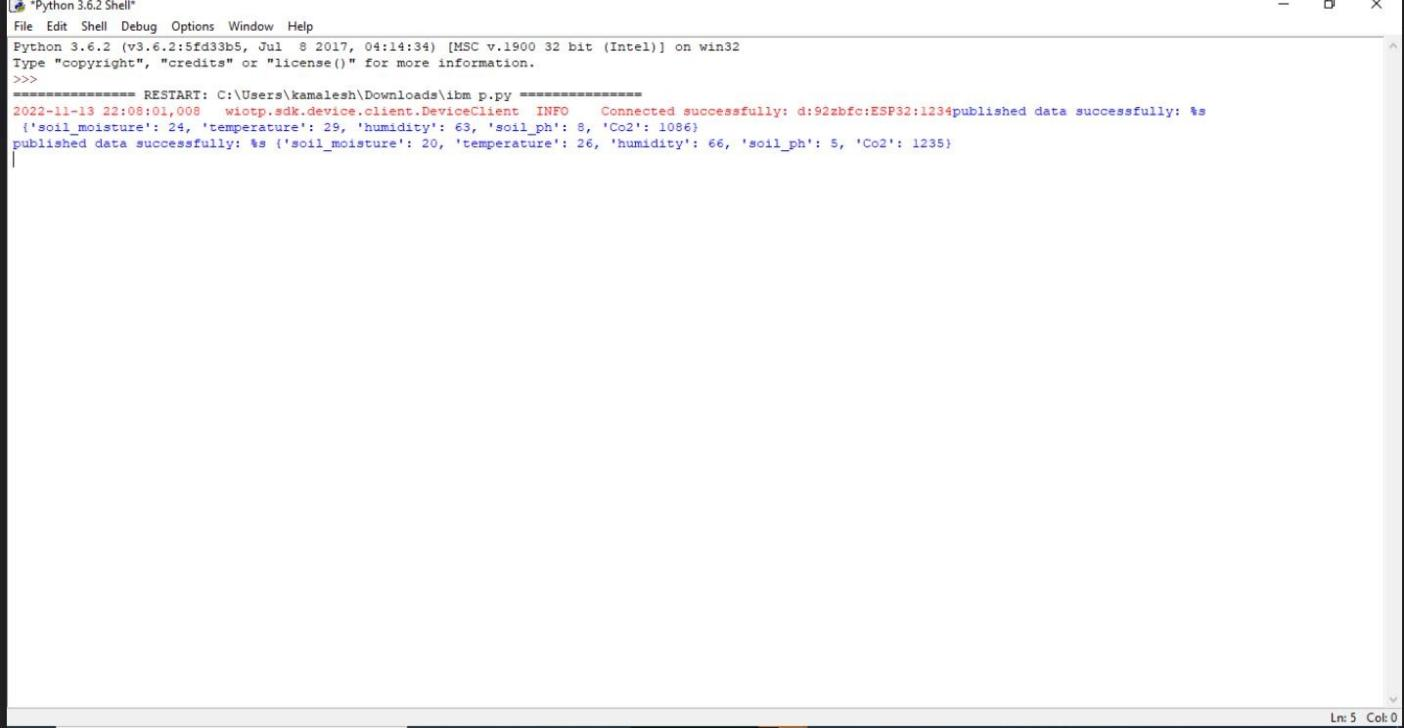 *Python 3.6.2 Shell*
File Edit Shell Debug Options Window Help
Python 3.6.2 (v3.6.2:5fd33b5, Jul  8 2017, 04:14:34) [MSC v.1900 32 bit (Intel)] on win32
Type "copyright", "credits" or "license()" for more information.
>>>
=============== RESTART: C:\Users\kamalesh\Downloads\ibm p.py ===============
2022-11-13 22:08:01,008   wiotp.sdk.device.client.DeviceClient  INFO    Connected successfully: d:92zbfc:ESP32:1234published data successfully: %s
 {'soil_moisture': 24, 'temperature': 29, 'humidity': 63, 'soil_ph': 8, 'Co2': 1086}
published data successfully: %s {'soil_moisture': 20, 'temperature': 26, 'humidity': 66, 'soil_ph': 5, 'Co2': 1235}
Ln: 5 Col: 0